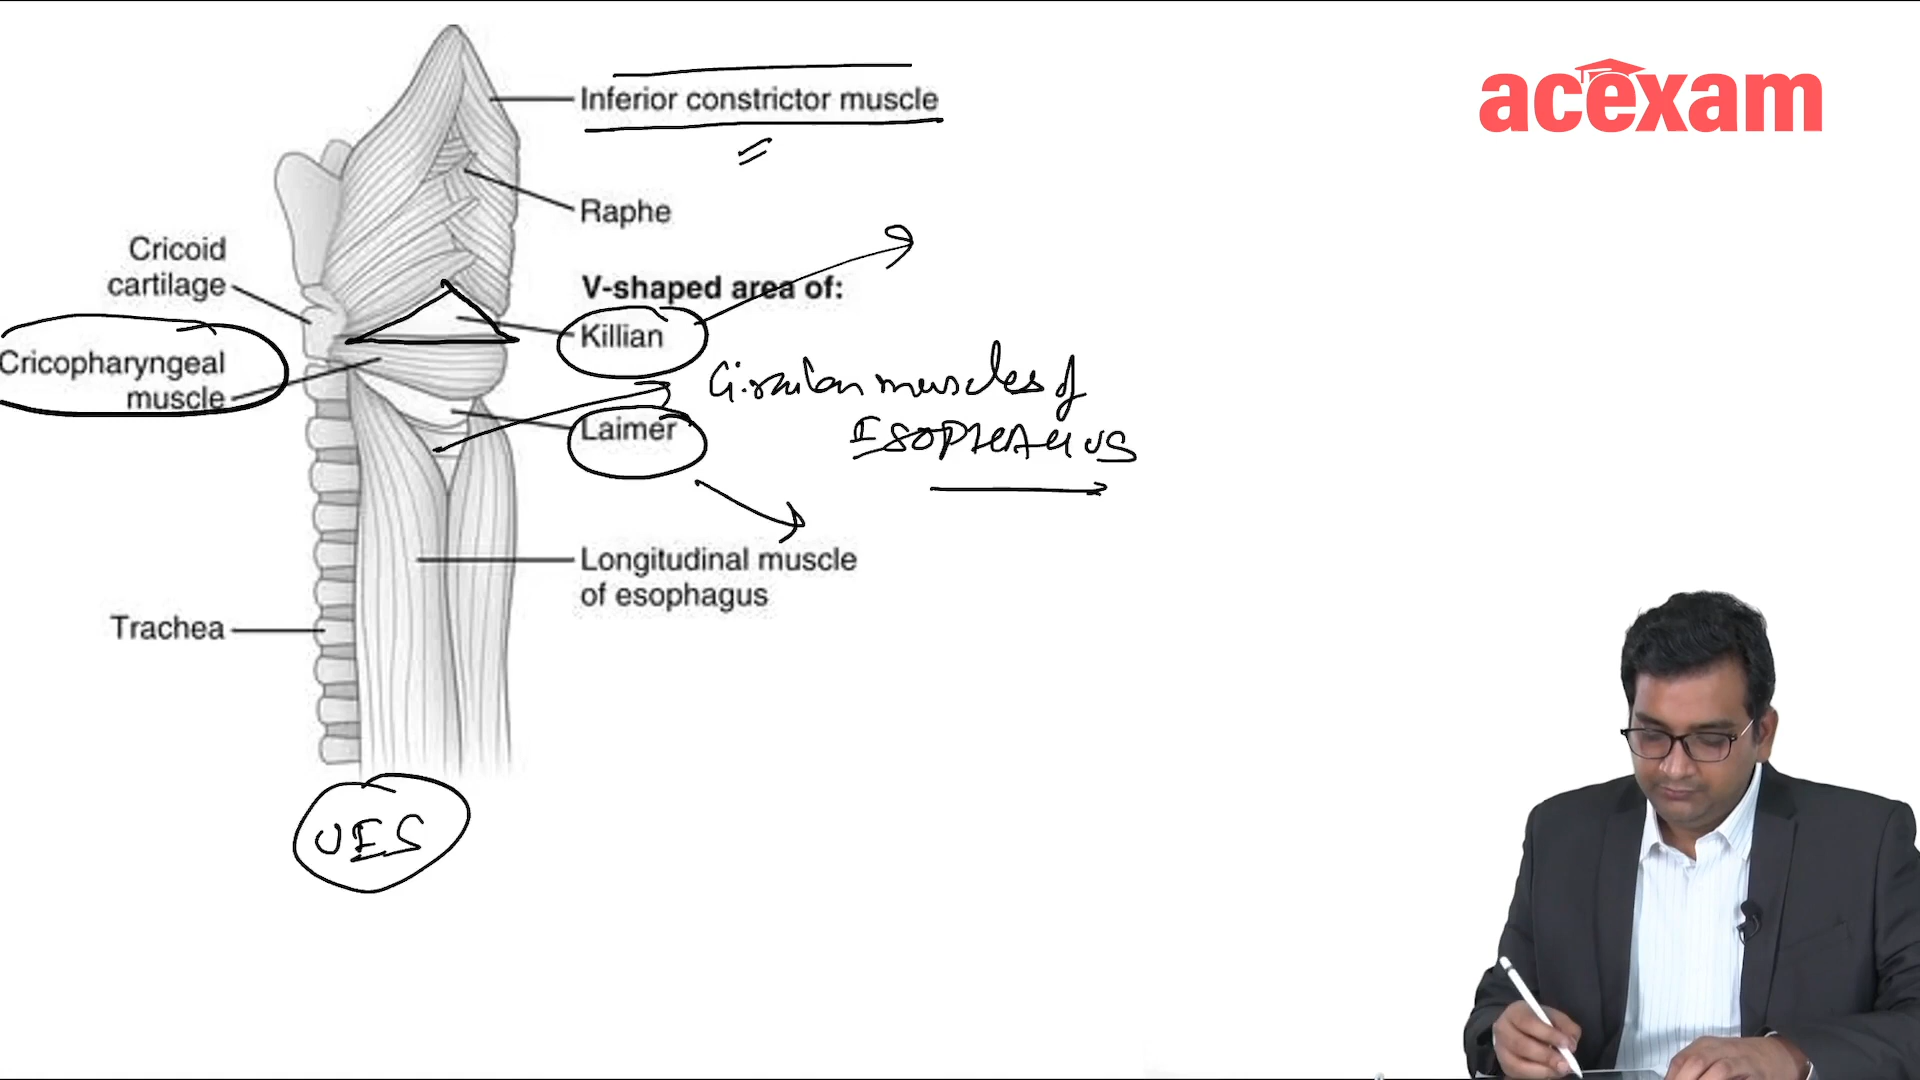 acexam
Inferior constrictor muscle
Raphe
Cricoid
cartilage
V-shaped area of:
Killian
Cricopharyngeal
muscle
Circular muscles of
ESOPHAGUS
Laimer
Longitudinal muscle
of esophagus
Trachea
UES